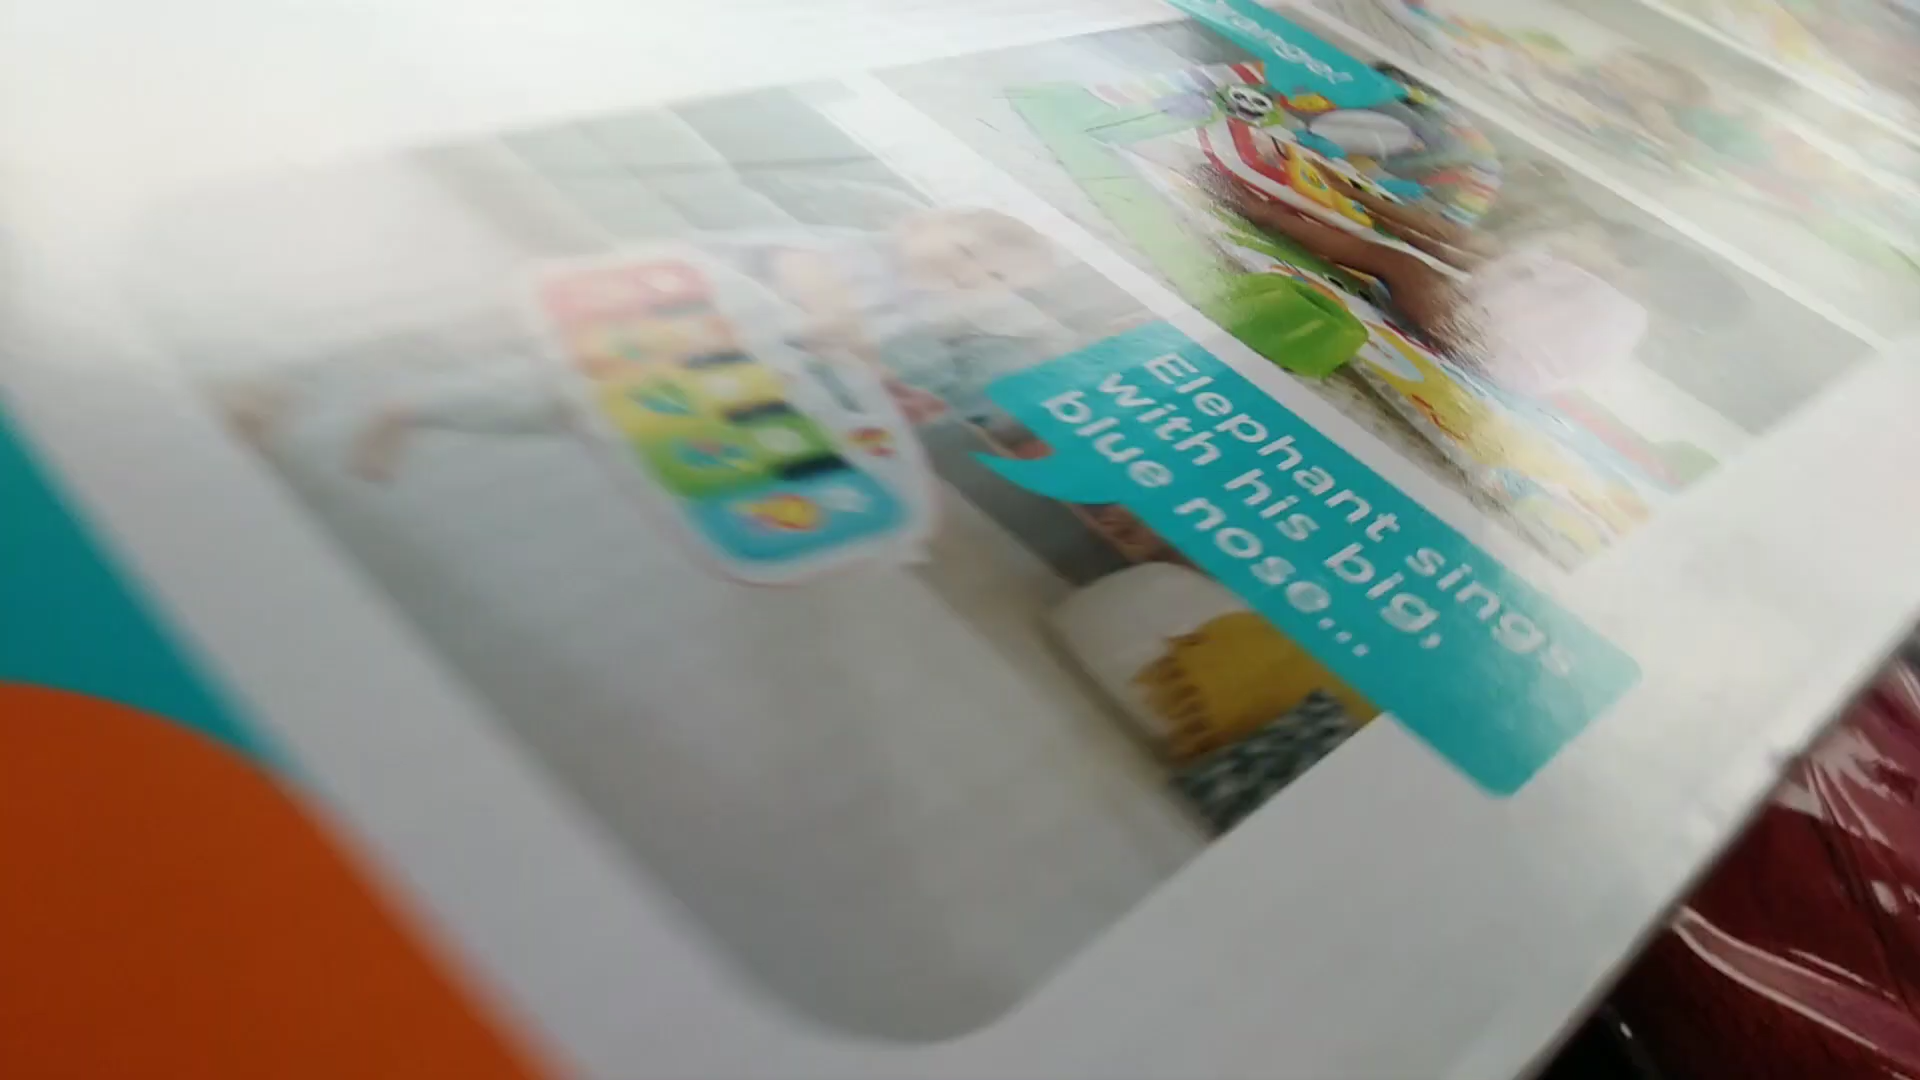 Elephant sings
with his big,
blue nose...